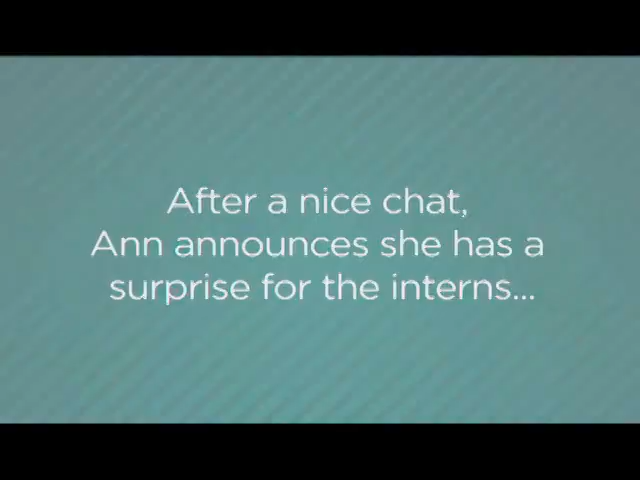 After a nice chat,
Ann announces she has a
surprise for the interns...